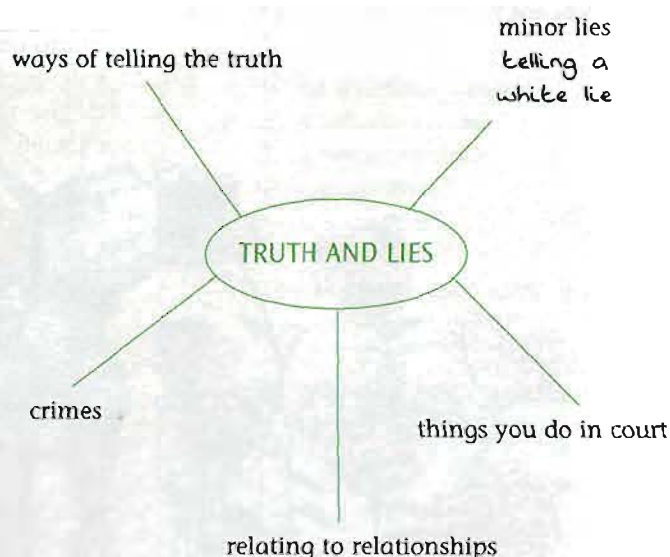 minor lies
telling a
white lie
ways of telling the truth
TRUTH AND LIES
crimes
things you do in court
relating to relationships